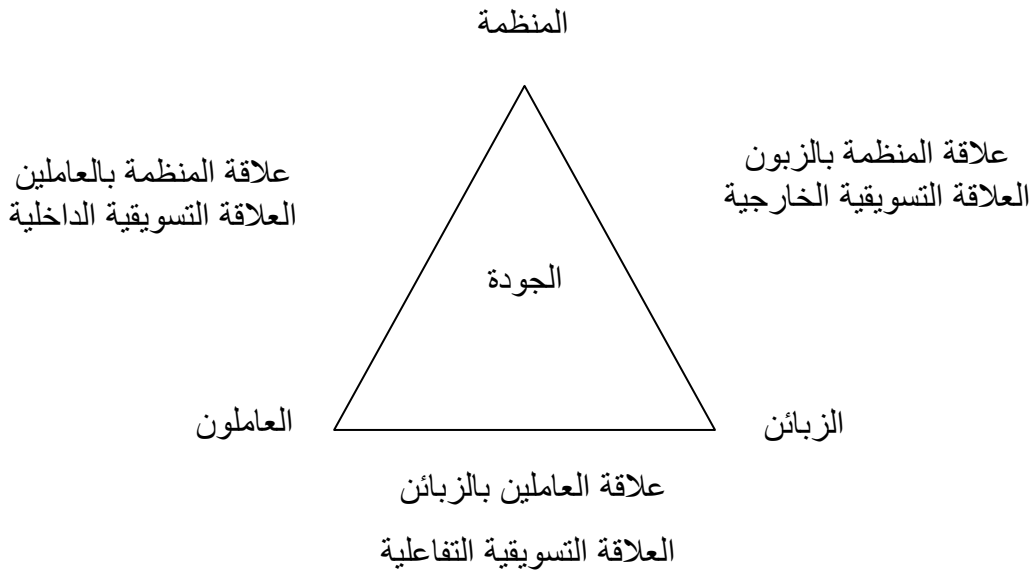 المنظمة
علاقة المنظمة بالزبون
العلاقة التسويقية الخارجية
علاقة المنظمة بالعاملين
العلاقة التسويقية الداخلية
الجودة
الزبائن
العاملون
علاقة العاملين بالزبائن
العلاقة التسويقية التفاعلية